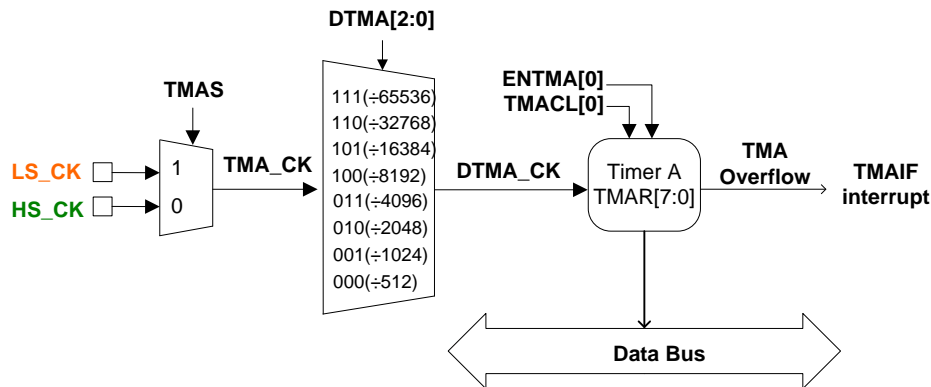 DTMA[2:0]
TMAS
LS_CK
HS_CK
1
0
TMA_CK
111(÷65536)
110(÷32768)
101(÷16384)
100(÷8192)
011(÷4096)
010(÷2048)
001(÷1024)
000(÷512)
DTMA_CK
ENTMA[0]
TMACL[0]
Timer A
TMAR[7:0]
TMA
Overflow
TMAIF
interrupt
Data Bus